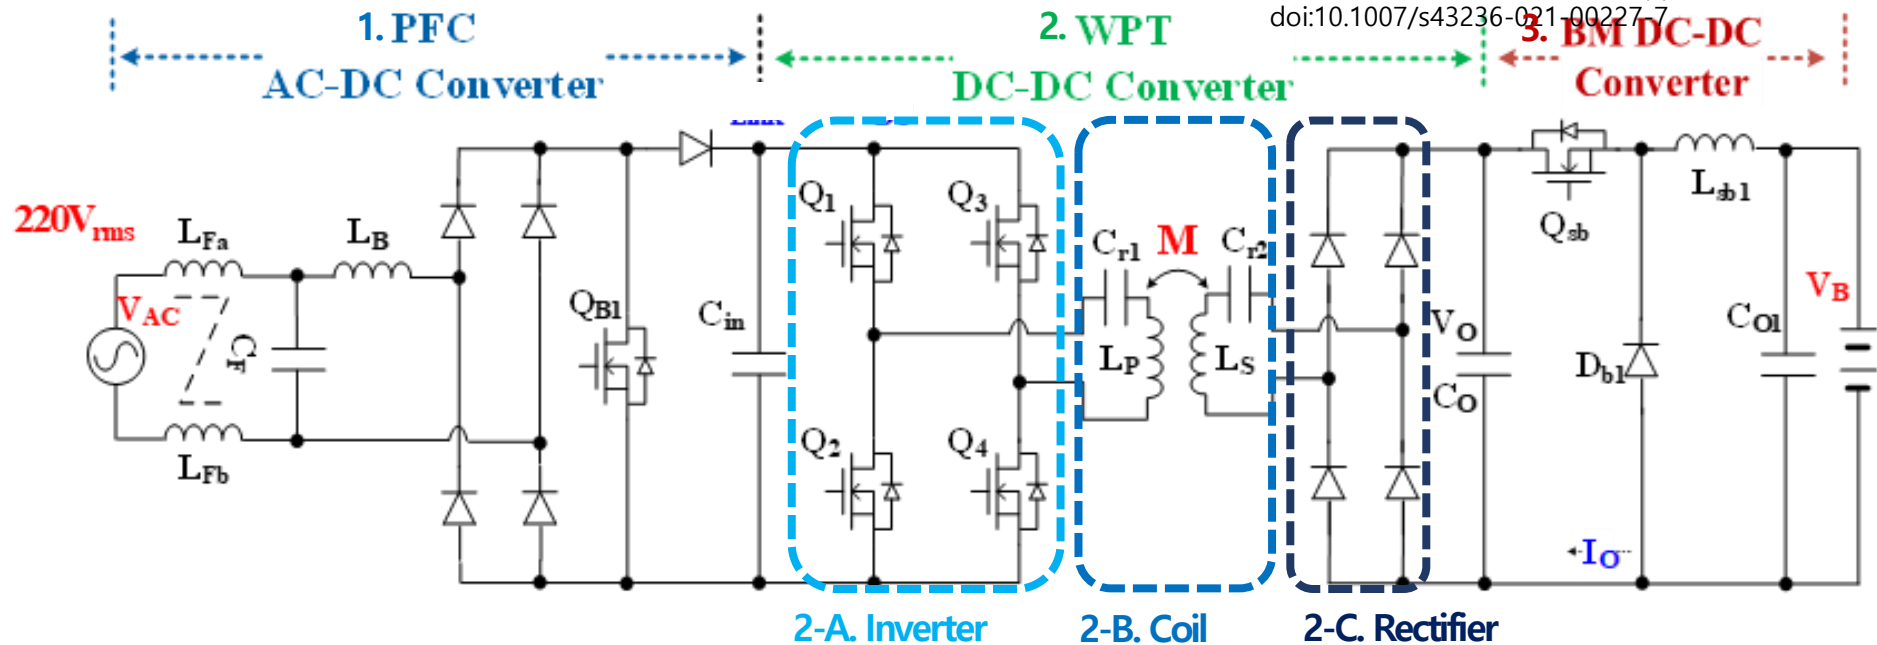 doi:10.1007/s43236-021-00227-7
1. PFC
AC-DC Converter
2. WPT
DC-DC Converter
3. BM DC-DC
Converter
220Vrms
VAC
LFa
LB
CF
LFb
QB1
Cin
Q1
Q3
Q2
Q4
Cr1
M
Cr2
LP
LS
VO
CO
Qsb
Lsb1
Db1
CO1
VB
IO
2-A. Inverter
2-B. Coil
2-C. Rectifier